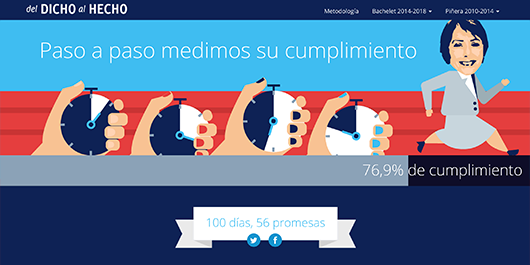 del DICHO al HECHO
Metodología Bachelet 2014-2018 Piñera 2010-2014
Paso a paso medimos su cumplimiento
76,9% de cumplimiento
100 días, 56 promesas